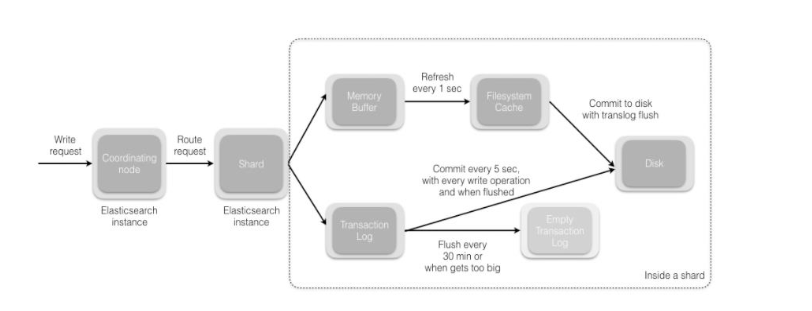 Write
request
Coordinating
node
Elasticsearch
instance
Route
request
Shard
Elasticsearch
instance
Memory
Buffer
Refresh
every 1 sec
Filesystem
Cache
Commit to disk
with translog flush
Disk
Commit every 5 sec,
with every write operation
and when flushed
Transaction
Log
Flush every
30 min or
when gets too big
Empty
Transaction
Log
Inside a shard